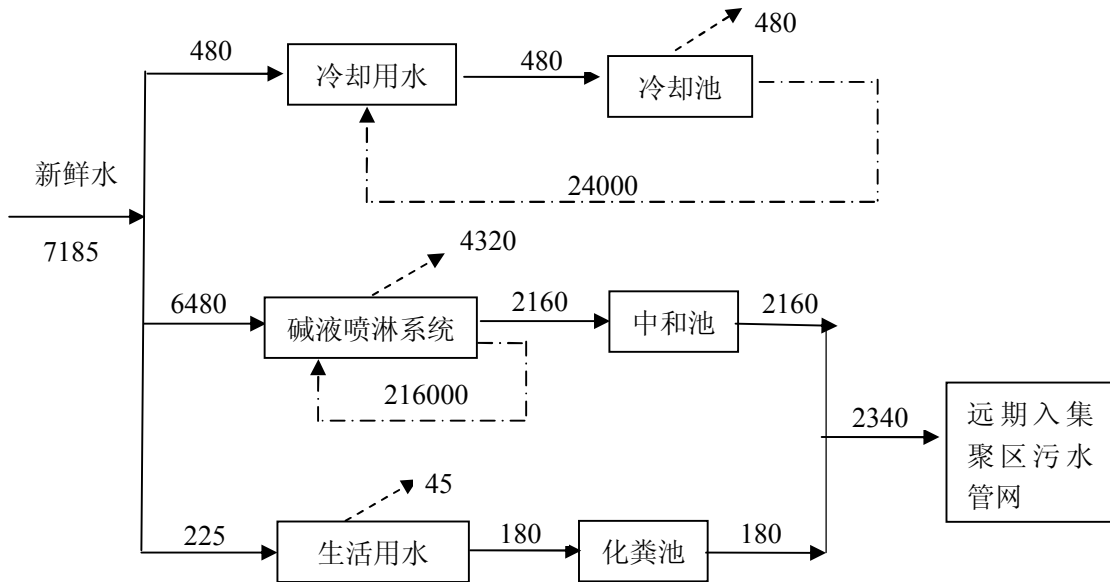 480
480
冷却用水
480
冷却池
24000
新鲜水
7185
4320
6480
碱液喷淋系统
2160
中和池
2160
216000
2340
远期入集
聚区污水
管网
45
225
生活用水
180
化粪池
180